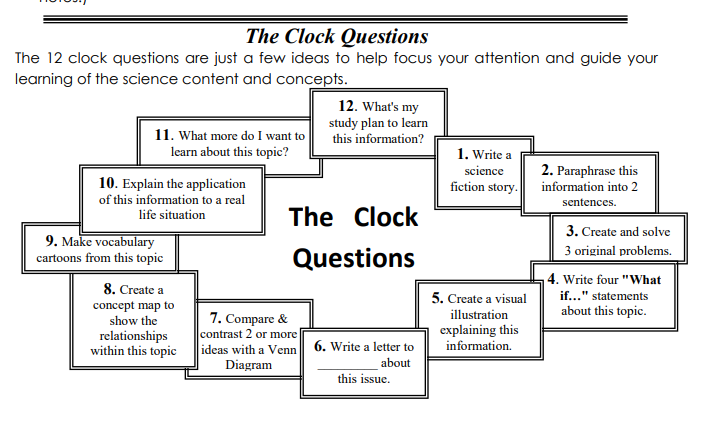 notes.)
The Clock Questions
The 12 clock questions are just a few ideas to help focus your attention and guide your
learning of the science content and concepts.
12. What's my
study plan to learn
this information?
11. What more do I want to
learn about this topic?
1. Write a
science
fiction story.
10. Explain the application
of this information to a real
life situation
2. Paraphrase this
information into 2
sentences.
The Clock
Questions
9. Make vocabulary
cartoons from this topic
3. Create and solve
3 original problems.
8. Create a
concept map to
show the
relationships
within this topic
4. Write four "What
if…" statements
about this topic.
7. Compare &
contrast 2 or more
ideas with a Venn
Diagram
5. Create a visual
illustration
explaining this
information.
6. Write a letter to
_________ about
this issue.